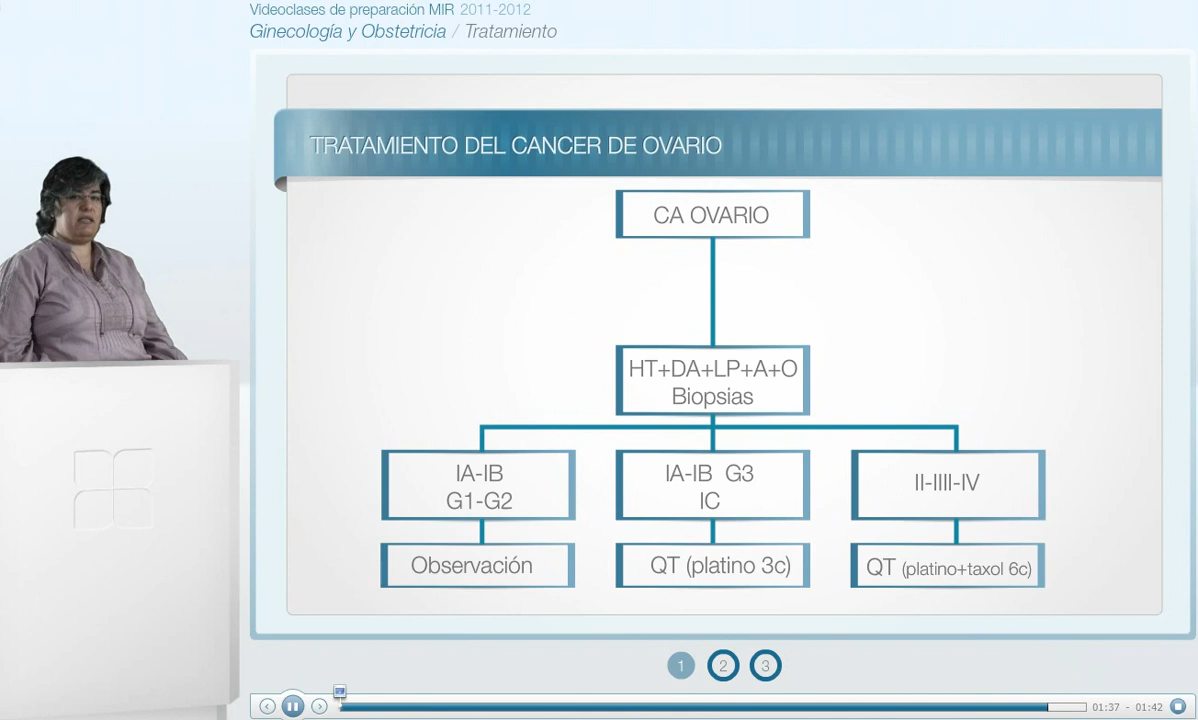 Videoclases de preparación MIR 2011-2012
Ginecología y Obstetricia / Tratamiento
TRATAMIENTO DEL CANCER DE OVARIO
CA OVARIO
HT+DA+LP+A+O
Biopsias
IA-IB
G1-G2
IA-IB G3
IC
II-IIII-IV
Observación
QT (platino 3c)
QT (platino+taxol 6c)
1 2 3
01:37 - 01:42